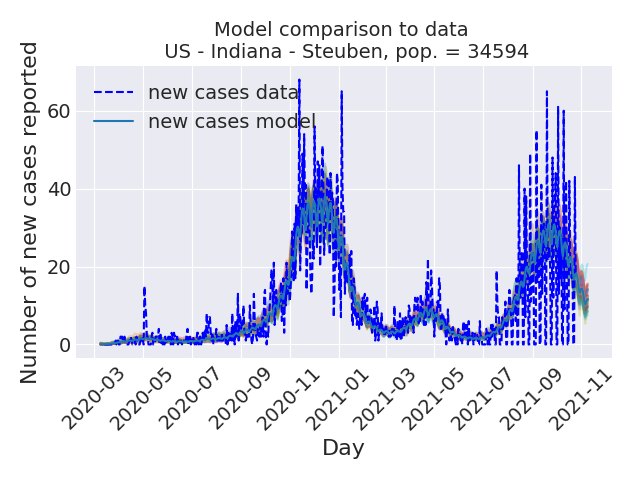 Model comparison to data
US - Indiana - Steuben, pop. = 34594
Number of new cases reported
60
40
20
0
new cases data
new cases model
2020-03
2020-05
2020-07
2020-09
2020-11
2021-01
2021-03
2021-05
2021-07
2021-09
2021-11
Day